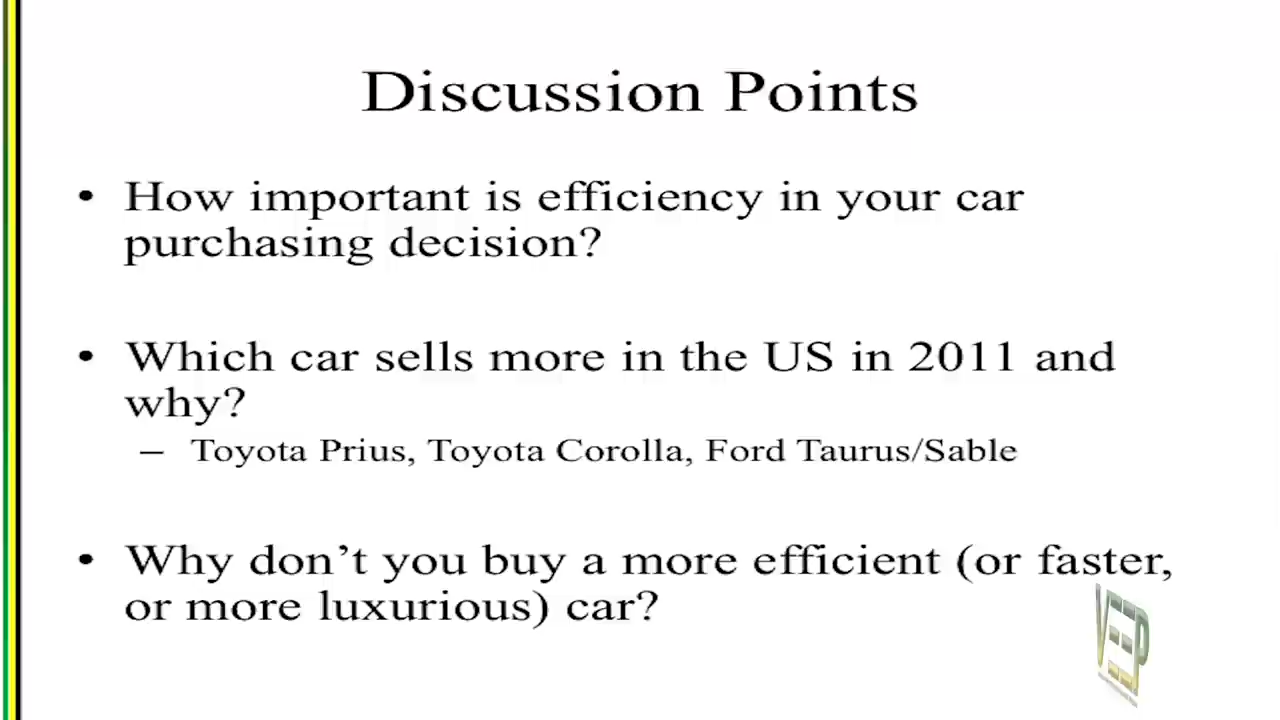 Discussion Points
• How important is efficiency in your car
purchasing decision?
• Which car sells more in the US in 2011 and
why?
– Toyota Prius, Toyota Corolla, Ford Taurus/Sable
• Why don’t you buy a more efficient (or faster,
or more luxurious) car?
VEEP